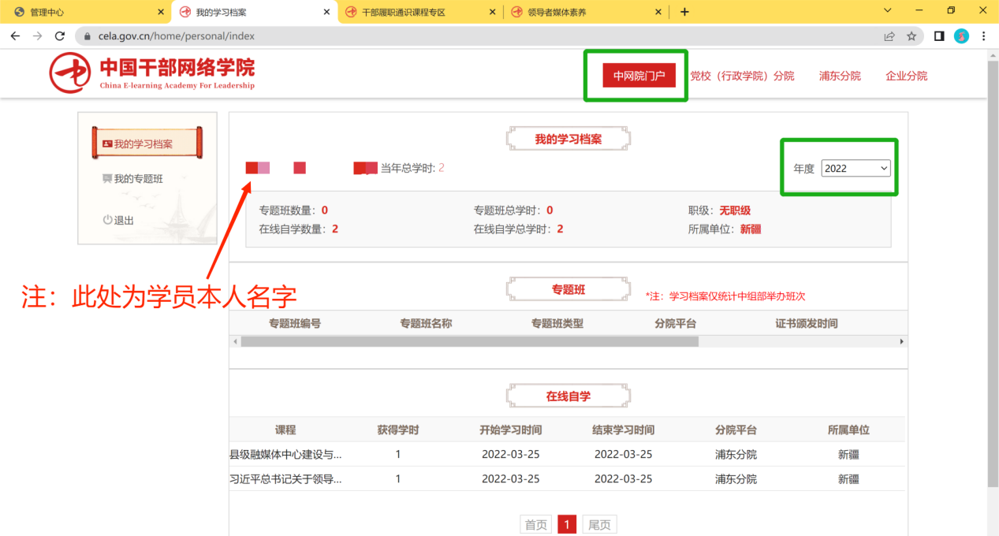 管理中心
我的学习档案
干部履职通识课程专区
领导者媒体素养
cela.gov.cn/home/personal/index
中国干部网络学院
China E-learning Academy For Leadership
中网院门户 党校（行政学院）分院 浦东分院 企业分院
我的学习档案
我的专题班
退出
我的学习档案
当年总学时: 2
年度 2022
专题班数量： 0 专题班总学时： 0 职级： 无职级
在线自学数量： 2 在线自学总学时： 2 所属单位： 新疆
注：此处为学员本人名字
专题班
*注：学习档案仅统计中组部举办班次
专题班编号 专题班名称 专题班类型 分院平台 证书颁发时间
在线自学
课程 获得学时 开始学习时间 结束学习时间 分院平台 所属单位
县级融媒体中心建设与... 1 2022-03-25 2022-03-25 浦东分院 新疆
习近平总书记关于领导... 1 2022-03-25 2022-03-25 浦东分院 新疆
首页 1 尾页